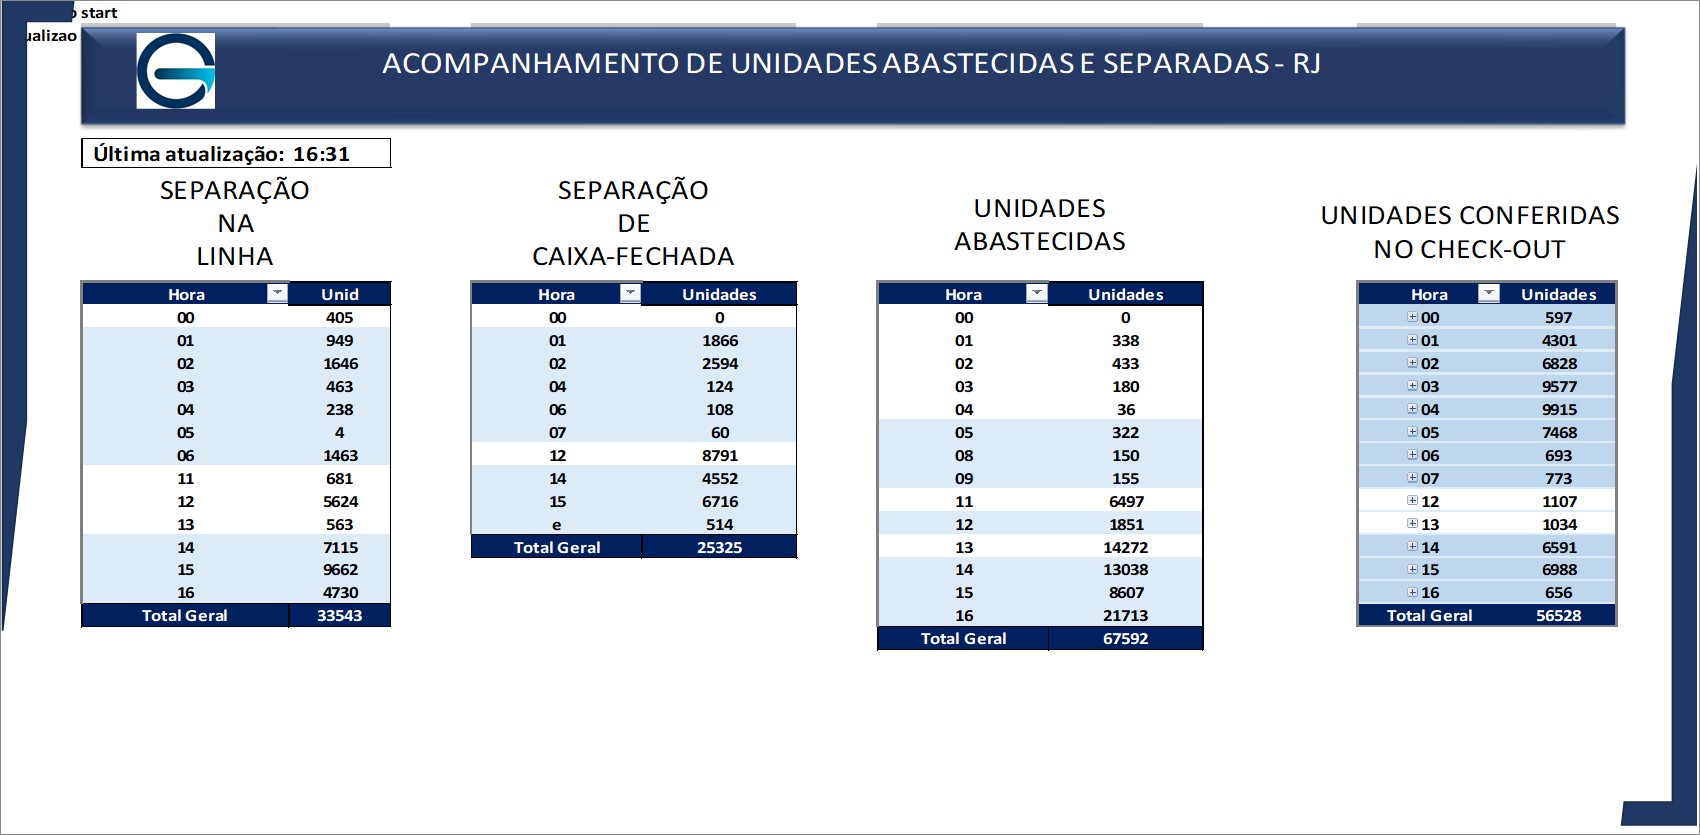 start
ualizao
ACOMPANHAMENTO DE UNIDADES ABASTECIDAS E SEPARADAS - RJ
Última atualização: 16:31
SEPARAÇÃO
NA
LINHA
Hora Unid
00 405
01 949
02 1646
03 463
04 238
05 4
06 1463
11 681
12 5624
13 563
14 7115
15 9662
16 4730
Total Geral 33543
SEPARAÇÃO
DE
CAIXA-FECHADA
Hora Unidades
00 0
01 1866
02 2594
04 124
06 108
07 60
12 8791
14 4552
15 6716
e 514
Total Geral 25325
UNIDADES
ABASTECIDAS
Hora Unidades
00 0
01 338
02 433
03 180
04 36
05 322
08 150
09 155
11 6497
12 1851
13 14272
14 13038
15 8607
16 21713
Total Geral 67592
UNIDADES CONFERIDAS
NO CHECK-OUT
Hora Unidades
00 597
01 4301
02 6828
03 9577
04 9915
05 7468
06 693
07 773
12 1107
13 1034
14 6591
15 6988
16 656
Total Geral 56528